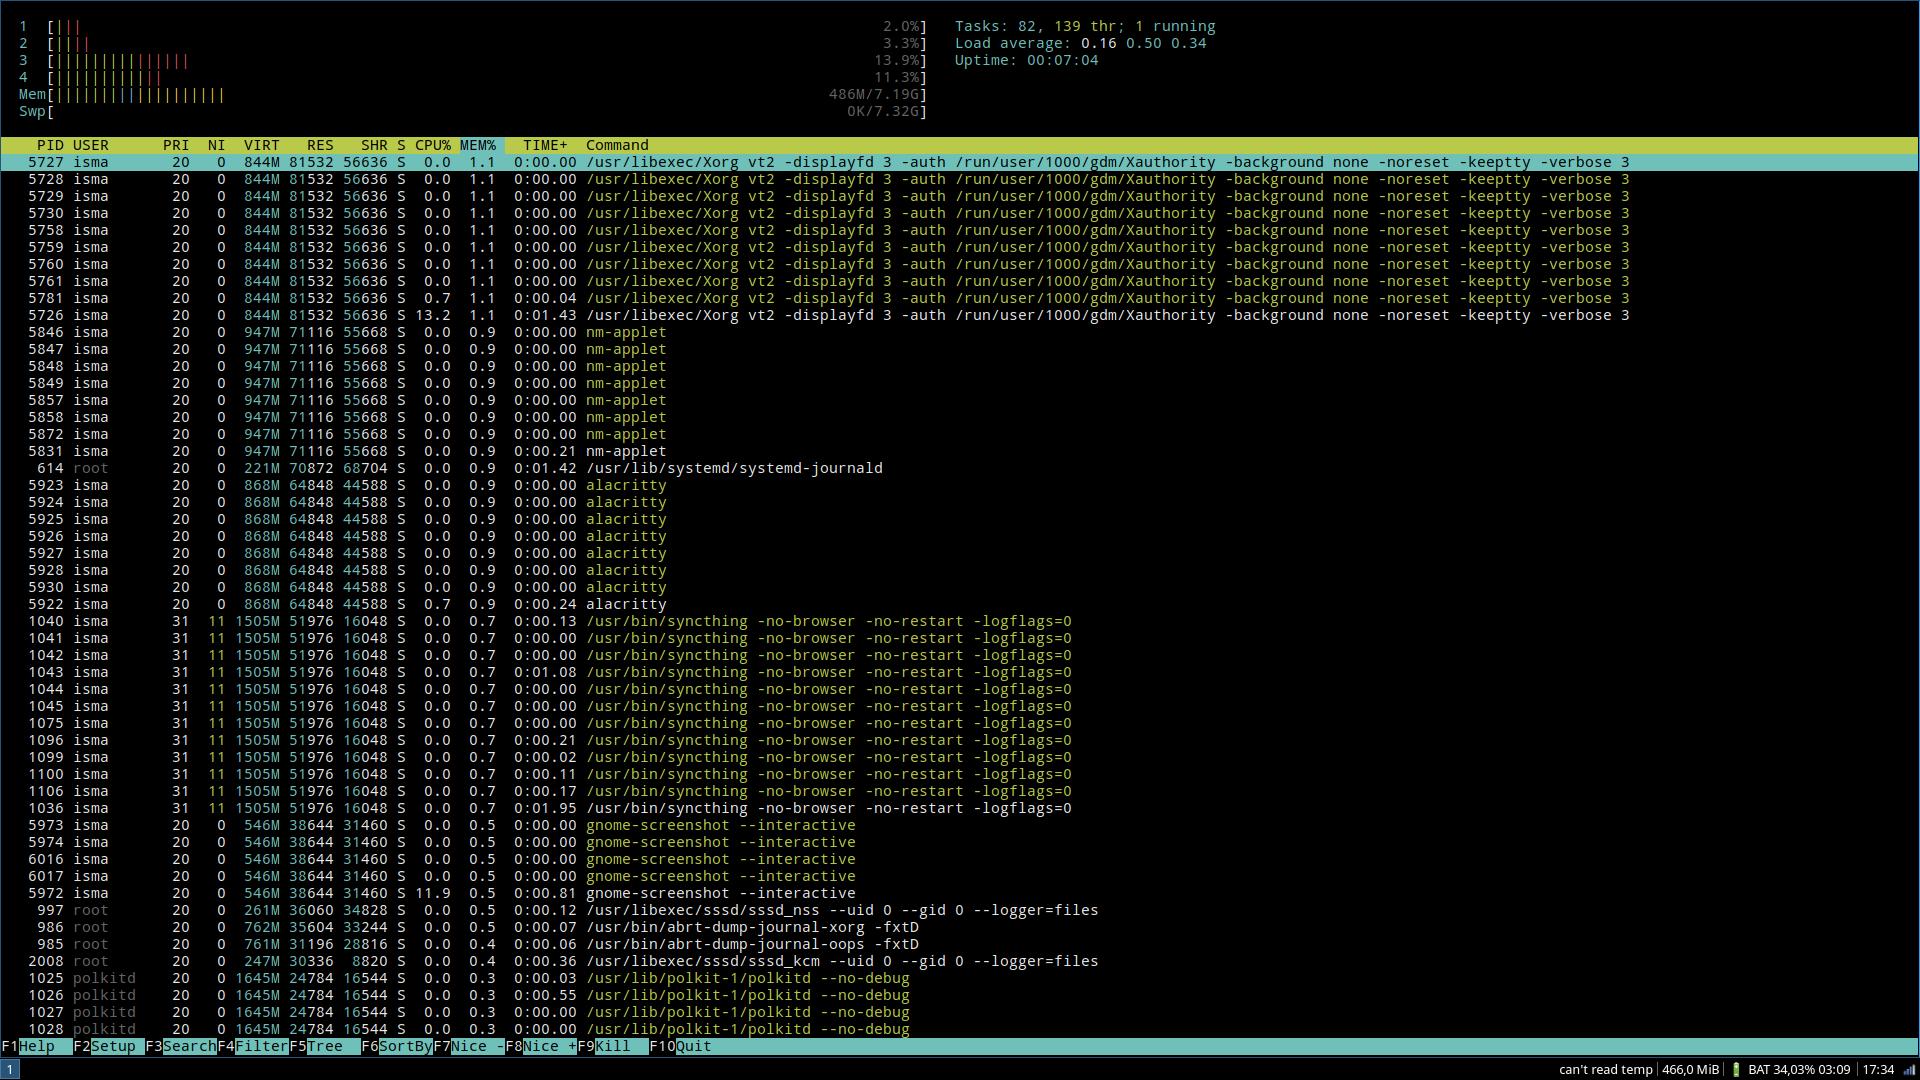 1 [||| 2.0%] Tasks: 82, 139 thr; 1 running
2 [|||| 3.3%] Load average: 0.16 0.50 0.34
3 [||||||||||||||| 13.9%] Uptime: 00:07:04
4 [|||||||||||| 11.3%]
Mem[||||||||||||||||||| 486M/7.19G]
Swp[ 0K/7.32G]
PID USER PRI NI VIRT RES SHR S CPU% MEM% TIME+ Command
5727 isma 20 0 844M 81532 56636 S 0.0 1.1 0:00.00 /usr/libexec/Xorg vt2 -displayfd 3 -auth /run/user/1000/gdm/Xauthority -background none -noreset -keeptty -verbose 3
5728 isma 20 0 844M 81532 56636 S 0.0 1.1 0:00.00 /usr/libexec/Xorg vt2 -displayfd 3 -auth /run/user/1000/gdm/Xauthority -background none -noreset -keeptty -verbose 3
5729 isma 20 0 844M 81532 56636 S 0.0 1.1 0:00.00 /usr/libexec/Xorg vt2 -displayfd 3 -auth /run/user/1000/gdm/Xauthority -background none -noreset -keeptty -verbose 3
5730 isma 20 0 844M 81532 56636 S 0.0 1.1 0:00.00 /usr/libexec/Xorg vt2 -displayfd 3 -auth /run/user/1000/gdm/Xauthority -background none -noreset -keeptty -verbose 3
5758 isma 20 0 844M 81532 56636 S 0.0 1.1 0:00.00 /usr/libexec/Xorg vt2 -displayfd 3 -auth /run/user/1000/gdm/Xauthority -background none -noreset -keeptty -verbose 3
5759 isma 20 0 844M 81532 56636 S 0.0 1.1 0:00.00 /usr/libexec/Xorg vt2 -displayfd 3 -auth /run/user/1000/gdm/Xauthority -background none -noreset -keeptty -verbose 3
5760 isma 20 0 844M 81532 56636 S 0.0 1.1 0:00.00 /usr/libexec/Xorg vt2 -displayfd 3 -auth /run/user/1000/gdm/Xauthority -background none -noreset -keeptty -verbose 3
5761 isma 20 0 844M 81532 56636 S 0.0 1.1 0:00.00 /usr/libexec/Xorg vt2 -displayfd 3 -auth /run/user/1000/gdm/Xauthority -background none -noreset -keeptty -verbose 3
5781 isma 20 0 844M 81532 56636 S 0.7 1.1 0:00.04 /usr/libexec/Xorg vt2 -displayfd 3 -auth /run/user/1000/gdm/Xauthority -background none -noreset -keeptty -verbose 3
5726 isma 20 0 844M 81532 56636 S 13.2 1.1 0:01.43 /usr/libexec/Xorg vt2 -displayfd 3 -auth /run/user/1000/gdm/Xauthority -background none -noreset -keeptty -verbose 3
5846 isma 20 0 947M 71116 55668 S 0.0 0.9 0:00.00 nm-applet
5847 isma 20 0 947M 71116 55668 S 0.0 0.9 0:00.00 nm-applet
5848 isma 20 0 947M 71116 55668 S 0.0 0.9 0:00.00 nm-applet
5849 isma 20 0 947M 71116 55668 S 0.0 0.9 0:00.00 nm-applet
5857 isma 20 0 947M 71116 55668 S 0.0 0.9 0:00.00 nm-applet
5858 isma 20 0 947M 71116 55668 S 0.0 0.9 0:00.00 nm-applet
5872 isma 20 0 947M 71116 55668 S 0.0 0.9 0:00.00 nm-applet
5831 isma 20 0 947M 71116 55668 S 0.0 0.9 0:00.21 nm-applet
614 root 20 0 221M 70872 68704 S 0.0 0.9 0:01.42 /usr/lib/systemd/systemd-journald
5923 isma 20 0 868M 64848 44588 S 0.0 0.9 0:00.00 alacritty
5924 isma 20 0 868M 64848 44588 S 0.0 0.9 0:00.00 alacritty
5925 isma 20 0 868M 64848 44588 S 0.0 0.9 0:00.00 alacritty
5926 isma 20 0 868M 64848 44588 S 0.0 0.9 0:00.00 alacritty
5927 isma 20 0 868M 64848 44588 S 0.0 0.9 0:00.00 alacritty
5928 isma 20 0 868M 64848 44588 S 0.0 0.9 0:00.00 alacritty
5930 isma 20 0 868M 64848 44588 S 0.0 0.9 0:00.00 alacritty
5922 isma 20 0 868M 64848 44588 S 0.7 0.9 0:00.24 alacritty
1040 isma 31 11 1505M 51976 16048 S 0.0 0.7 0:00.13 /usr/bin/syncthing -no-browser -no-restart -logflags=0
1041 isma 31 11 1505M 51976 16048 S 0.0 0.7 0:00.00 /usr/bin/syncthing -no-browser -no-restart -logflags=0
1042 isma 31 11 1505M 51976 16048 S 0.0 0.7 0:00.00 /usr/bin/syncthing -no-browser -no-restart -logflags=0
1043 isma 31 11 1505M 51976 16048 S 0.0 0.7 0:01.08 /usr/bin/syncthing -no-browser -no-restart -logflags=0
1044 isma 31 11 1505M 51976 16048 S 0.0 0.7 0:00.00 /usr/bin/syncthing -no-browser -no-restart -logflags=0
1045 isma 31 11 1505M 51976 16048 S 0.0 0.7 0:00.00 /usr/bin/syncthing -no-browser -no-restart -logflags=0
1075 isma 31 11 1505M 51976 16048 S 0.0 0.7 0:00.00 /usr/bin/syncthing -no-browser -no-restart -logflags=0
1096 isma 31 11 1505M 51976 16048 S 0.0 0.7 0:00.21 /usr/bin/syncthing -no-browser -no-restart -logflags=0
1099 isma 31 11 1505M 51976 16048 S 0.0 0.7 0:00.02 /usr/bin/syncthing -no-browser -no-restart -logflags=0
1100 isma 31 11 1505M 51976 16048 S 0.0 0.7 0:00.11 /usr/bin/syncthing -no-browser -no-restart -logflags=0
1106 isma 31 11 1505M 51976 16048 S 0.0 0.7 0:00.17 /usr/bin/syncthing -no-browser -no-restart -logflags=0
1036 isma 31 11 1505M 51976 16048 S 0.0 0.7 0:01.95 /usr/bin/syncthing -no-browser -no-restart -logflags=0
5973 isma 20 0 546M 38644 31460 S 0.0 0.5 0:00.00 gnome-screenshot --interactive
5974 isma 20 0 546M 38644 31460 S 0.0 0.5 0:00.00 gnome-screenshot --interactive
6016 isma 20 0 546M 38644 31460 S 0.0 0.5 0:00.00 gnome-screenshot --interactive
6017 isma 20 0 546M 38644 31460 S 0.0 0.5 0:00.00 gnome-screenshot --interactive
5972 isma 20 0 546M 38644 31460 S 11.9 0.5 0:00.81 gnome-screenshot --interactive
997 root 20 0 261M 36060 34828 S 0.0 0.5 0:00.12 /usr/libexec/sssd/sssd_nss --uid 0 --gid 0 --logger=files
986 root 20 0 762M 35604 33244 S 0.0 0.5 0:00.07 /usr/bin/abrt-dump-journal-xorg -fxtD
985 root 20 0 761M 31196 28816 S 0.0 0.4 0:00.06 /usr/bin/abrt-dump-journal-oops -fxtD
2008 root 20 0 247M 30336 8820 S 0.0 0.4 0:00.36 /usr/libexec/sssd/sssd_kcm --uid 0 --gid 0 --logger=files
1025 polkitd 20 0 1645M 24784 16544 S 0.0 0.3 0:00.03 /usr/lib/polkit-1/polkitd --no-debug
1026 polkitd 20 0 1645M 24784 16544 S 0.0 0.3 0:00.55 /usr/lib/polkit-1/polkitd --no-debug
1027 polkitd 20 0 1645M 24784 16544 S 0.0 0.3 0:00.00 /usr/lib/polkit-1/polkitd --no-debug
1028 polkitd 20 0 1645M 24784 16544 S 0.0 0.3 0:00.00 /usr/lib/polkit-1/polkitd --no-debug
F1Help F2Setup F3SearchF4FilterF5Tree F6SortByF7Nice -F8Nice +F9Kill F10Quit
1 can't read temp | 466,0 MiB | BAT 34,03% 03:09 | 17:34